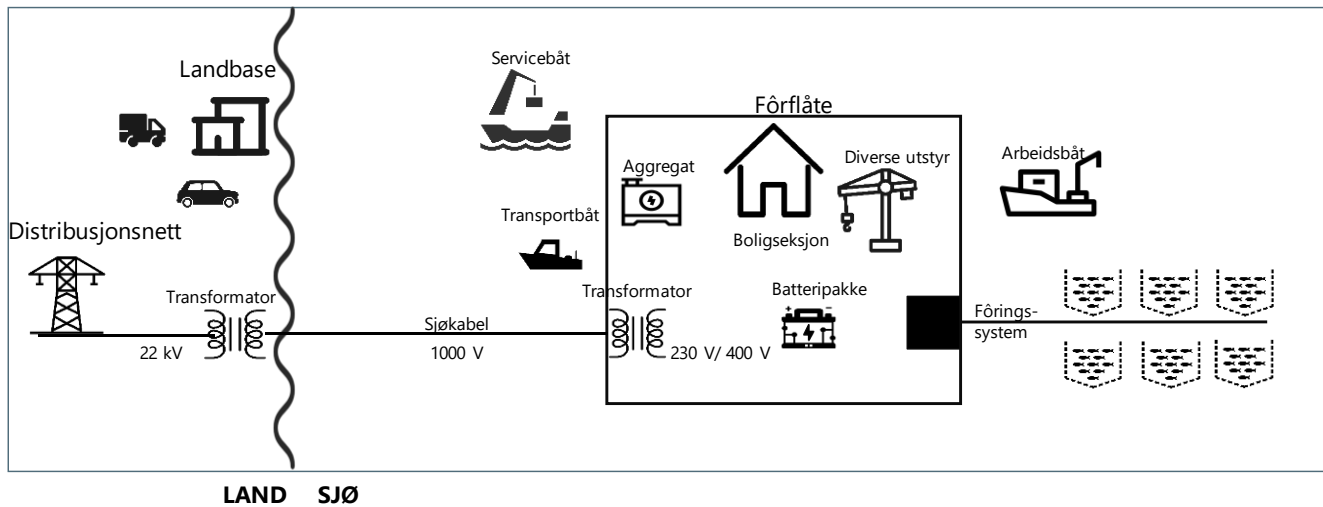 Servicebåt
Landbase
Fôrflåte
Aggregat
Diverse utstyr
Arbeidsbåt
Transportbåt
Boligseksjon
Distribusjonsnett
Transformator
Transformator
Batteripakke
Sjøkabel
Fôrings-
system
22 kV
1000 V
230 V/ 400 V
LAND SJØ